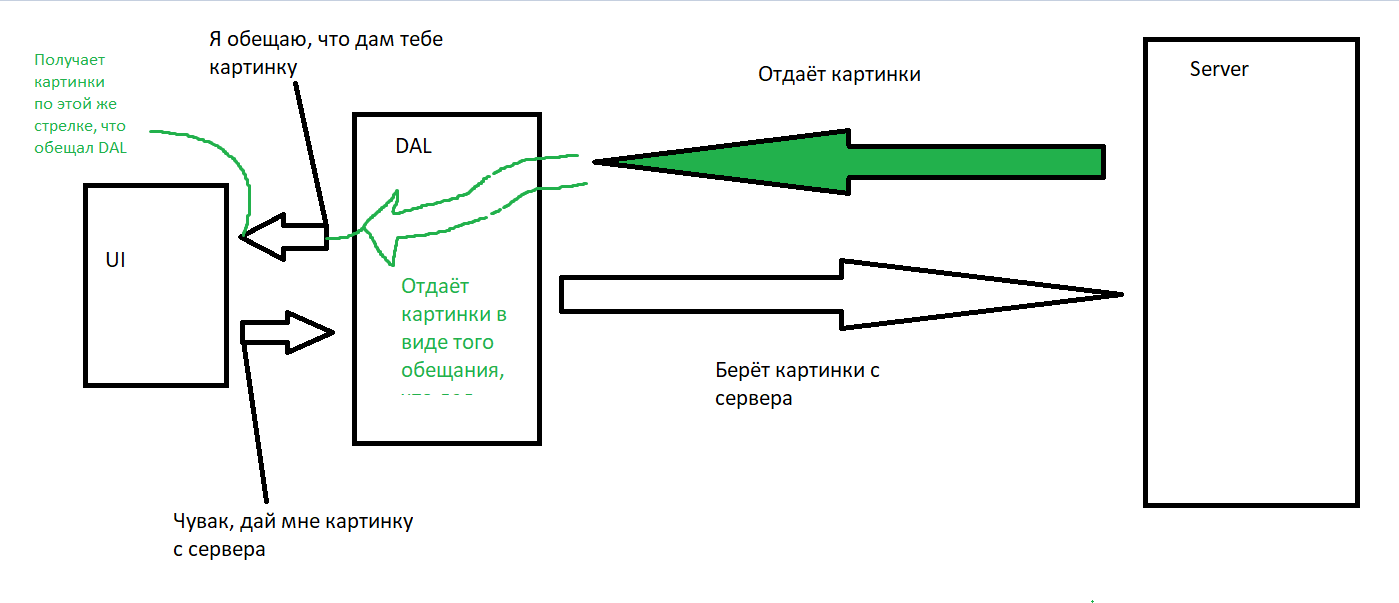 Я обещаю, что дам тебе
картинку
Получает
картинки
по этой же
стрелке, что
обещал DAL
Отдаёт картинки
Server
DAL
UI
Отдаёт
картинки в
виде того
обещания,
Берёт картинки с
сервера
Чувак, дай мне картинку
с сервера